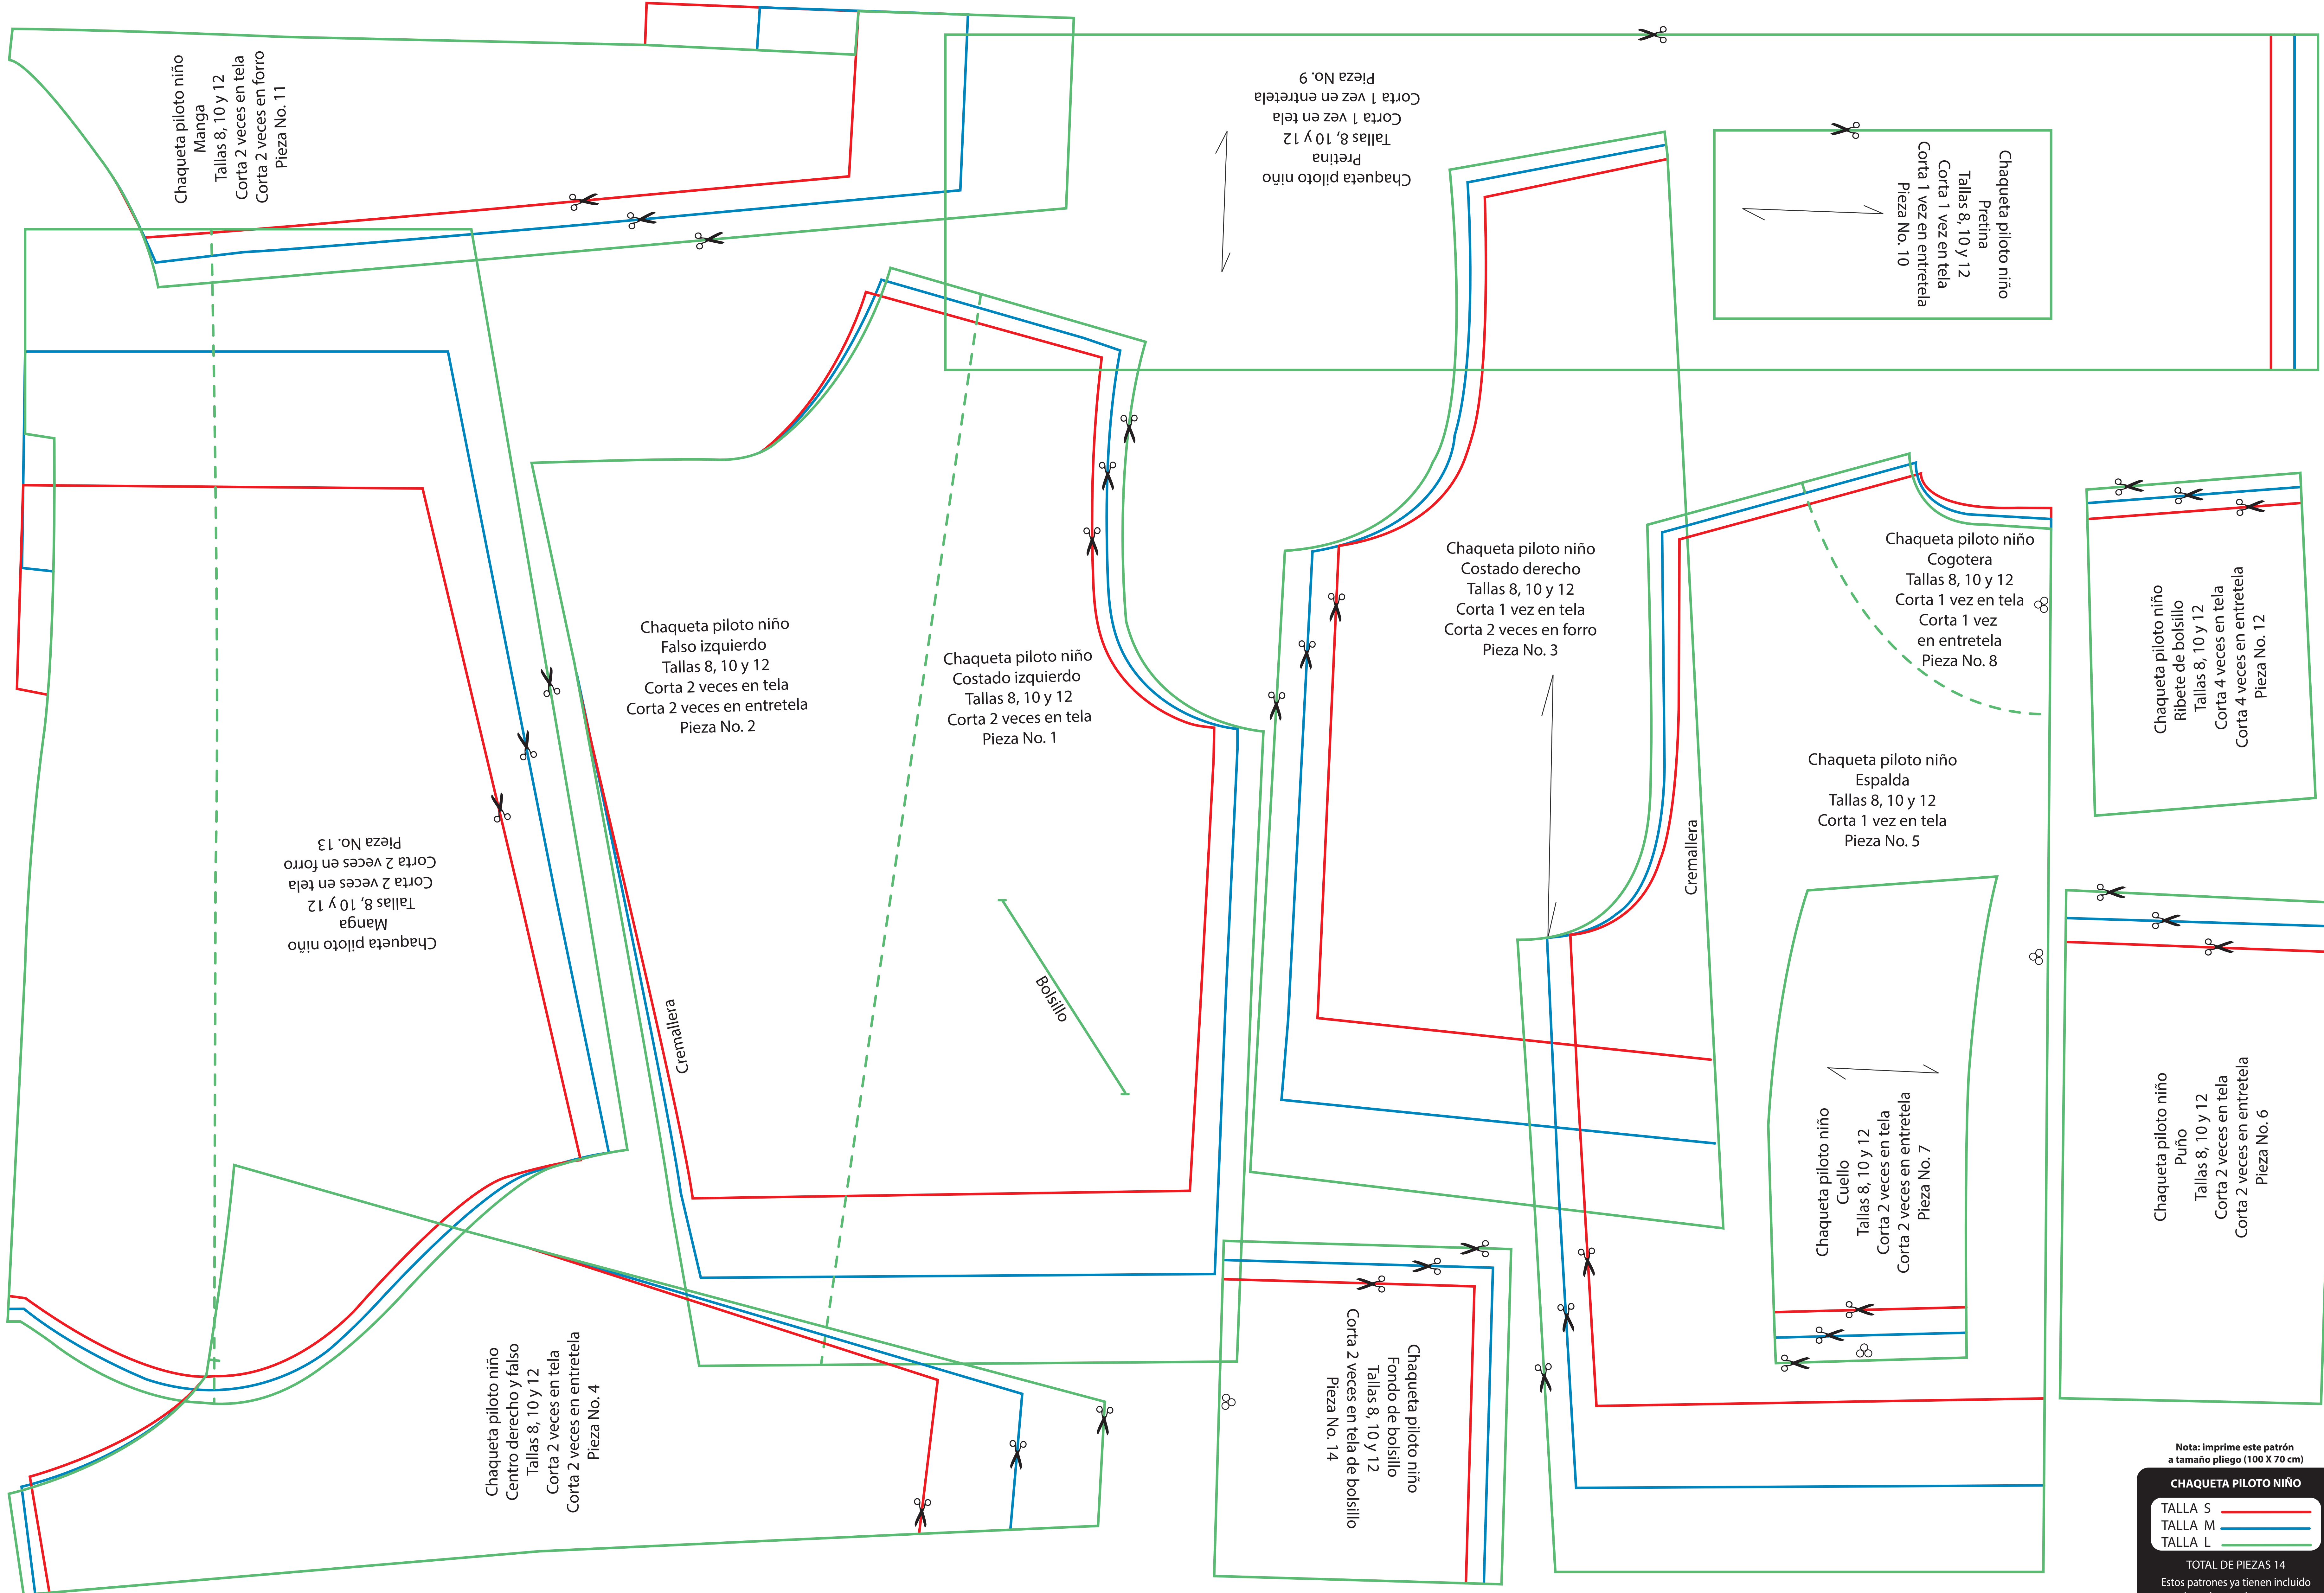 Chaqueta piloto niño
Manga
Tallas 8, 10 y 12
Corta 2 veces en tela
Corta 2 veces en forro
Pieza No. 11
Chaqueta piloto niño
Pretina
Tallas 8, 10 y 12
Corta 1 vez en tela
Corta 1 vez en entretela
Pieza No. 9
Chaqueta piloto niño
Pretina
Tallas 8, 10 y 12
Corta 1 vez en tela
Corta 1 vez en entretela
Pieza No. 10
Chaqueta piloto niño
Falso izquierdo
Tallas 8, 10 y 12
Corta 2 veces en tela
Corta 2 veces en entretela
Pieza No. 2
Chaqueta piloto niño
Costado izquierdo
Tallas 8, 10 y 12
Corta 2 veces en tela
Pieza No. 1
Chaqueta piloto niño
Costado derecho
Tallas 8, 10 y 12
Corta 1 vez en tela
Corta 2 veces en forro
Pieza No. 3
Chaqueta piloto niño
Cogotera
Tallas 8, 10 y 12
Corta 1 vez en tela
Corta 1 vez
en entretela
Pieza No. 8
Chaqueta piloto niño
Ribete de bolsillo
Tallas 8, 10 y 12
Corta 4 veces en tela
Corta 4 veces en entretela
Pieza No. 12
Chaqueta piloto niño
Espalda
Tallas 8, 10 y 12
Corta 1 vez en tela
Pieza No. 5
Cremallera
Chaqueta piloto niño
Manga
Tallas 8, 10 y 12
Corta 2 veces en tela
Corta 2 veces en forro
Pieza No. 13
Cremallera
Bolsillo
Chaqueta piloto niño
Cuello
Tallas 8, 10 y 12
Corta 2 veces en tela
Corta 2 veces en entretela
Pieza No. 7
Chaqueta piloto niño
Puño
Tallas 8, 10 y 12
Corta 2 veces en tela
Corta 2 veces en entretela
Pieza No. 6
Chaqueta piloto niño
Centro derecho y falso
Tallas 8, 10 y 12
Corta 2 veces en tela
Corta 2 veces en entretela
Pieza No. 4
Chaqueta piloto niño
Fondo de bolsillo
Tallas 8, 10 y 12
Corta 2 veces en tela de bolsillo
Pieza No. 14
Nota: imprime este patrón
a tamaño pliego (100 X 70 cm)
CHAQUETA PILOTO NIÑO
TALLA S
TALLA M
TALLA L
TOTAL DE PIEZAS 14
Estos patrones ya tienen incluido